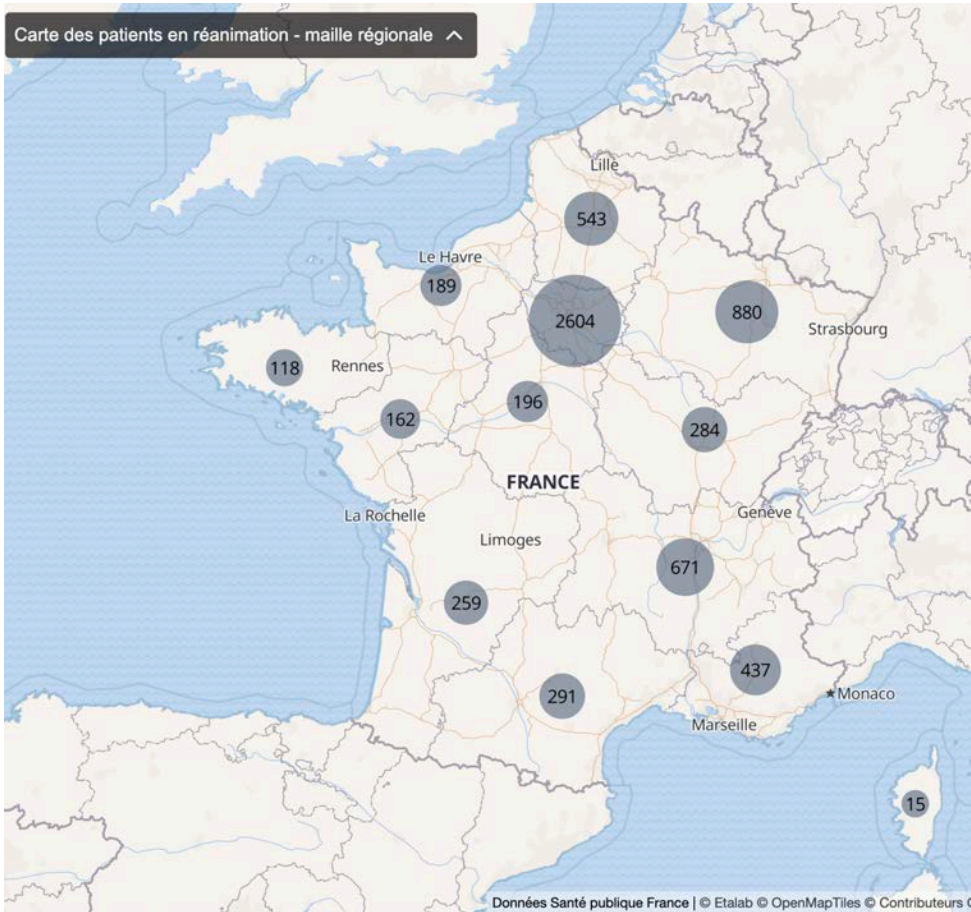 Carte des patients en réanimation - maille régionale
Lille
543
Le Havre
189
2604
880
Strasbourg
118
Rennes
196
162
284
FRANCE
Genève
La Rochelle
Limoges
671
259
437
291
Monaco
Marseille
15
Données Santé publique France | © Etalab © OpenMapTiles © Contributeurs